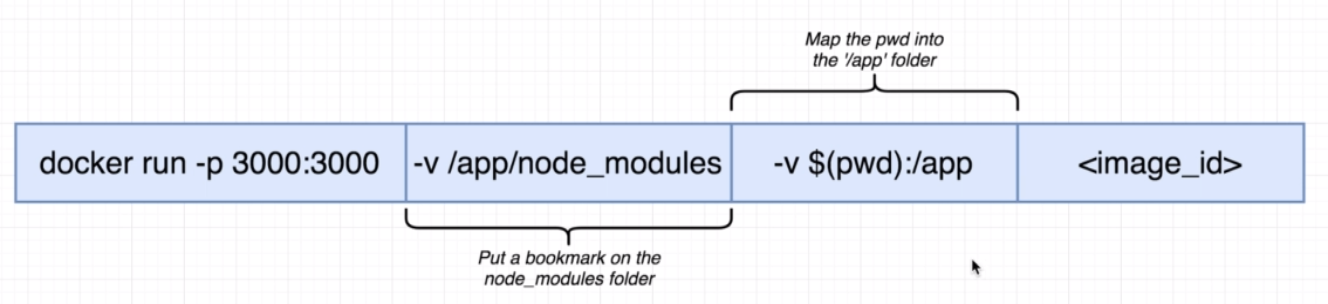 Map the pwd into
the '/app' folder
docker run -p 3000:3000 -v /app/node_modules -v $(pwd):/app <image_id>
Put a bookmark on the
node_modules folder